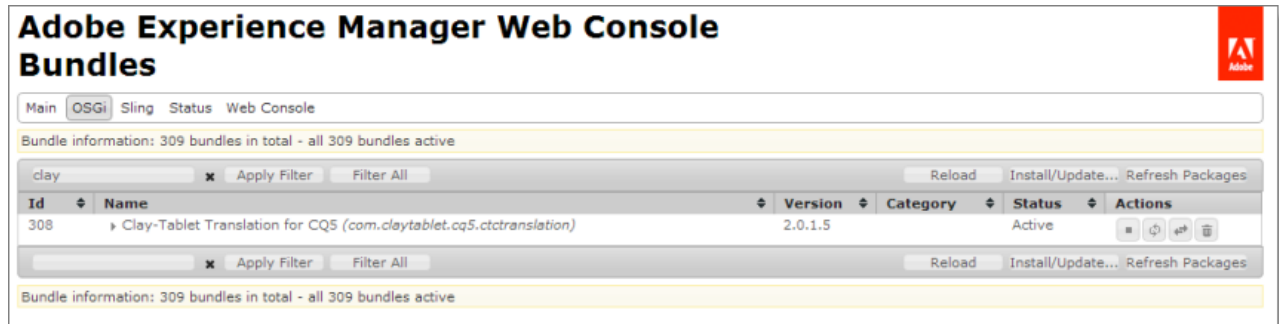 Adobe Experience Manager Web Console
Bundles
Adobe
Main OSGi Sling Status Web Console
Bundle information: 309 bundles in total - all 309 bundles active
clay Apply Filter Filter All Reload Install/Update... Refresh Packages
Id Name Version Category Status Actions
308 Clay-Tablet Translation for CQ5 (com.claytablet.cq5.ctctranslation) 2.0.1.5 Active
Apply Filter Filter All Reload Install/Update... Refresh Packages
Bundle information: 309 bundles in total - all 309 bundles active